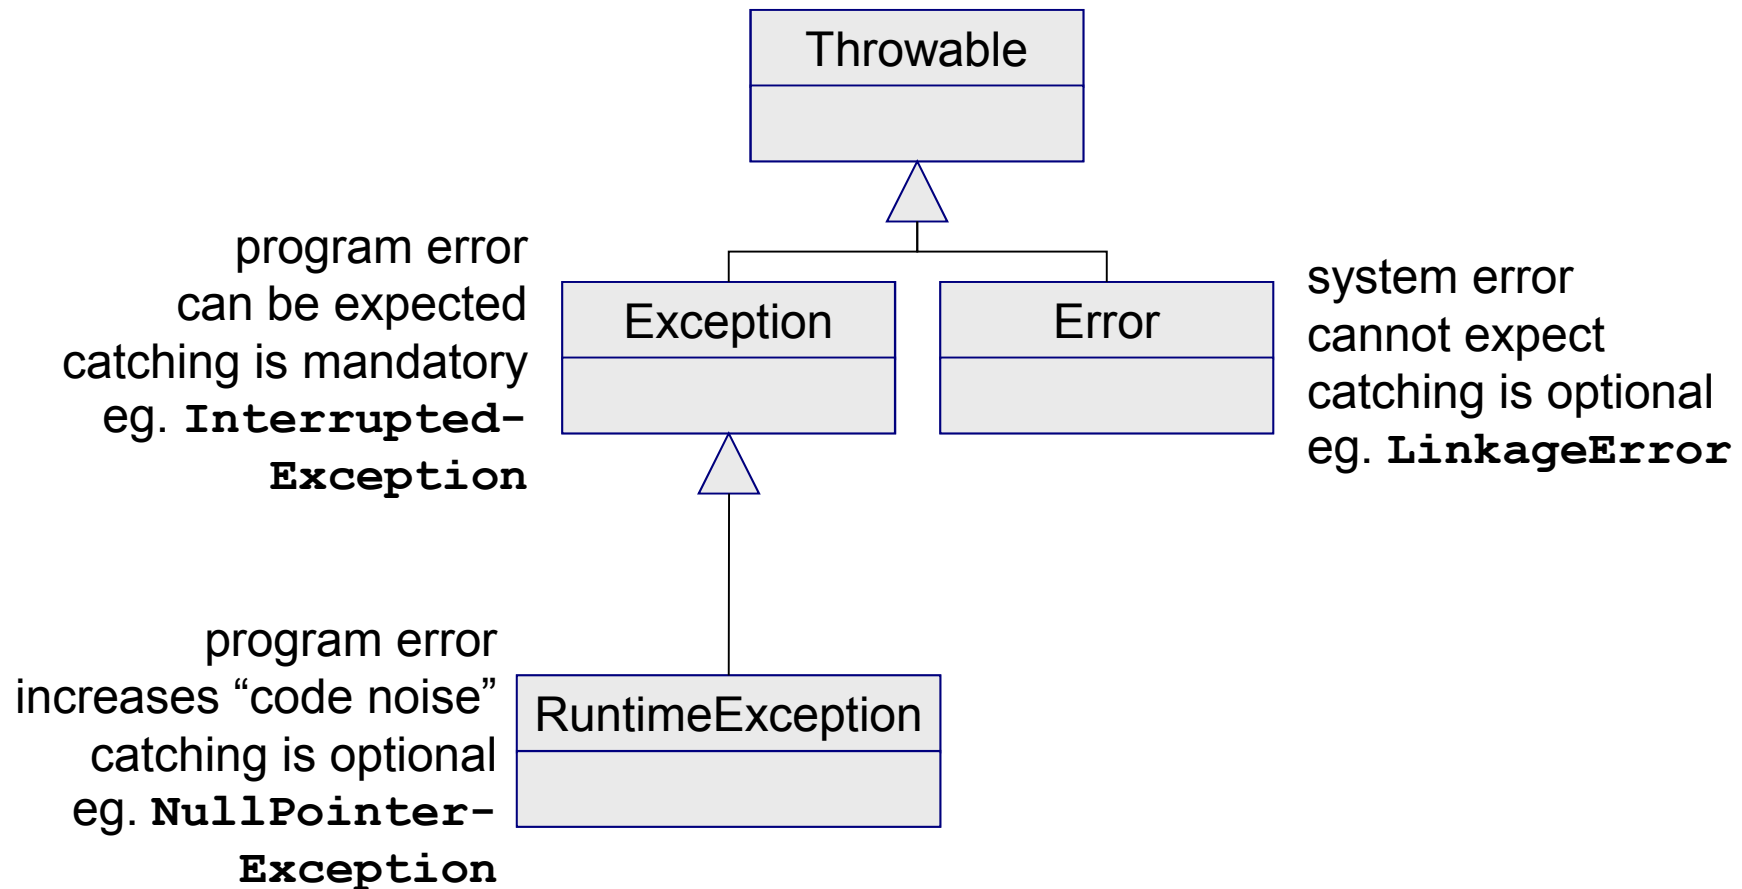 Throwable
program error
can be expected
catching is mandatory
eg. Interrupted-
Exception
Exception
Error
system error
cannot expect
catching is optional
eg. LinkageError
program error
increases “code noise”
catching is optional
eg. NullPointer-
Exception
RuntimeException